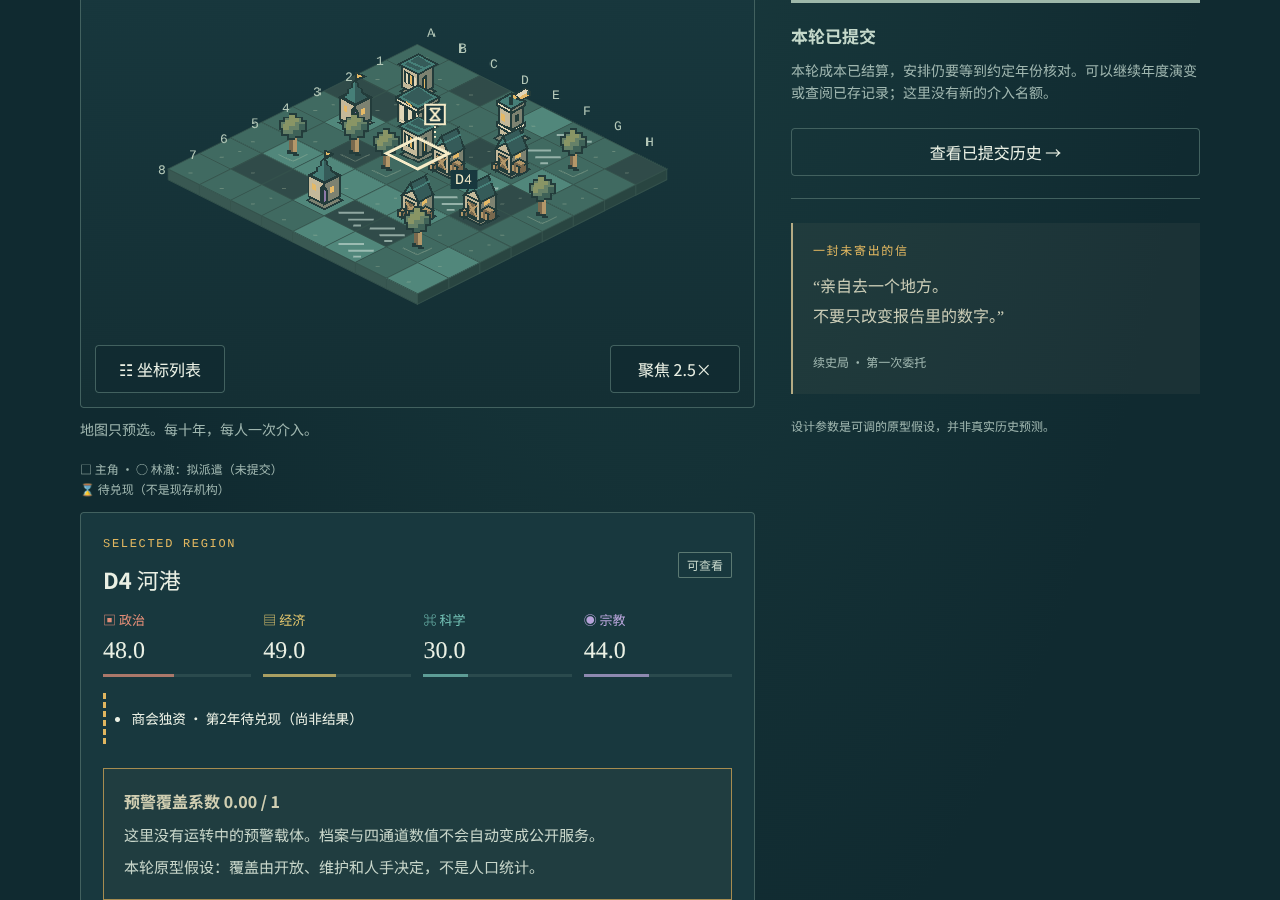 A
B
C
D
E
F
G
H
1
2
3
4
5
6
7
8
D4
☷ 坐标列表
聚焦 2.5×
地图只预选。每十年，每人一次介入。
□ 主角 · ○ 林澈：拟派遣（未提交）
⌛ 待兑现（不是现存机构）
SELECTED REGION
D4 河港
可查看
▣ 政治
▤ 经济
⌘ 科学
◉ 宗教
48.0
49.0
30.0
44.0
• 商会独资 · 第2年待兑现（尚非结果）
预警覆盖系数 0.00 / 1
这里没有运转中的预警载体。档案与四通道数值不会自动变成公开服务。
本轮原型假设：覆盖由开放、维护和人手决定，不是人口统计。
本轮已提交
本轮成本已结算，安排仍要等到约定年份核对。可以继续年度演变
或查阅已存记录；这里没有新的介入名额。
查看已提交历史 →
一封未寄出的信
“亲自去一个地方。
不要只改变报告里的数字。”
续史局 · 第一次委托
设计参数是可调的原型假设，并非真实历史预测。